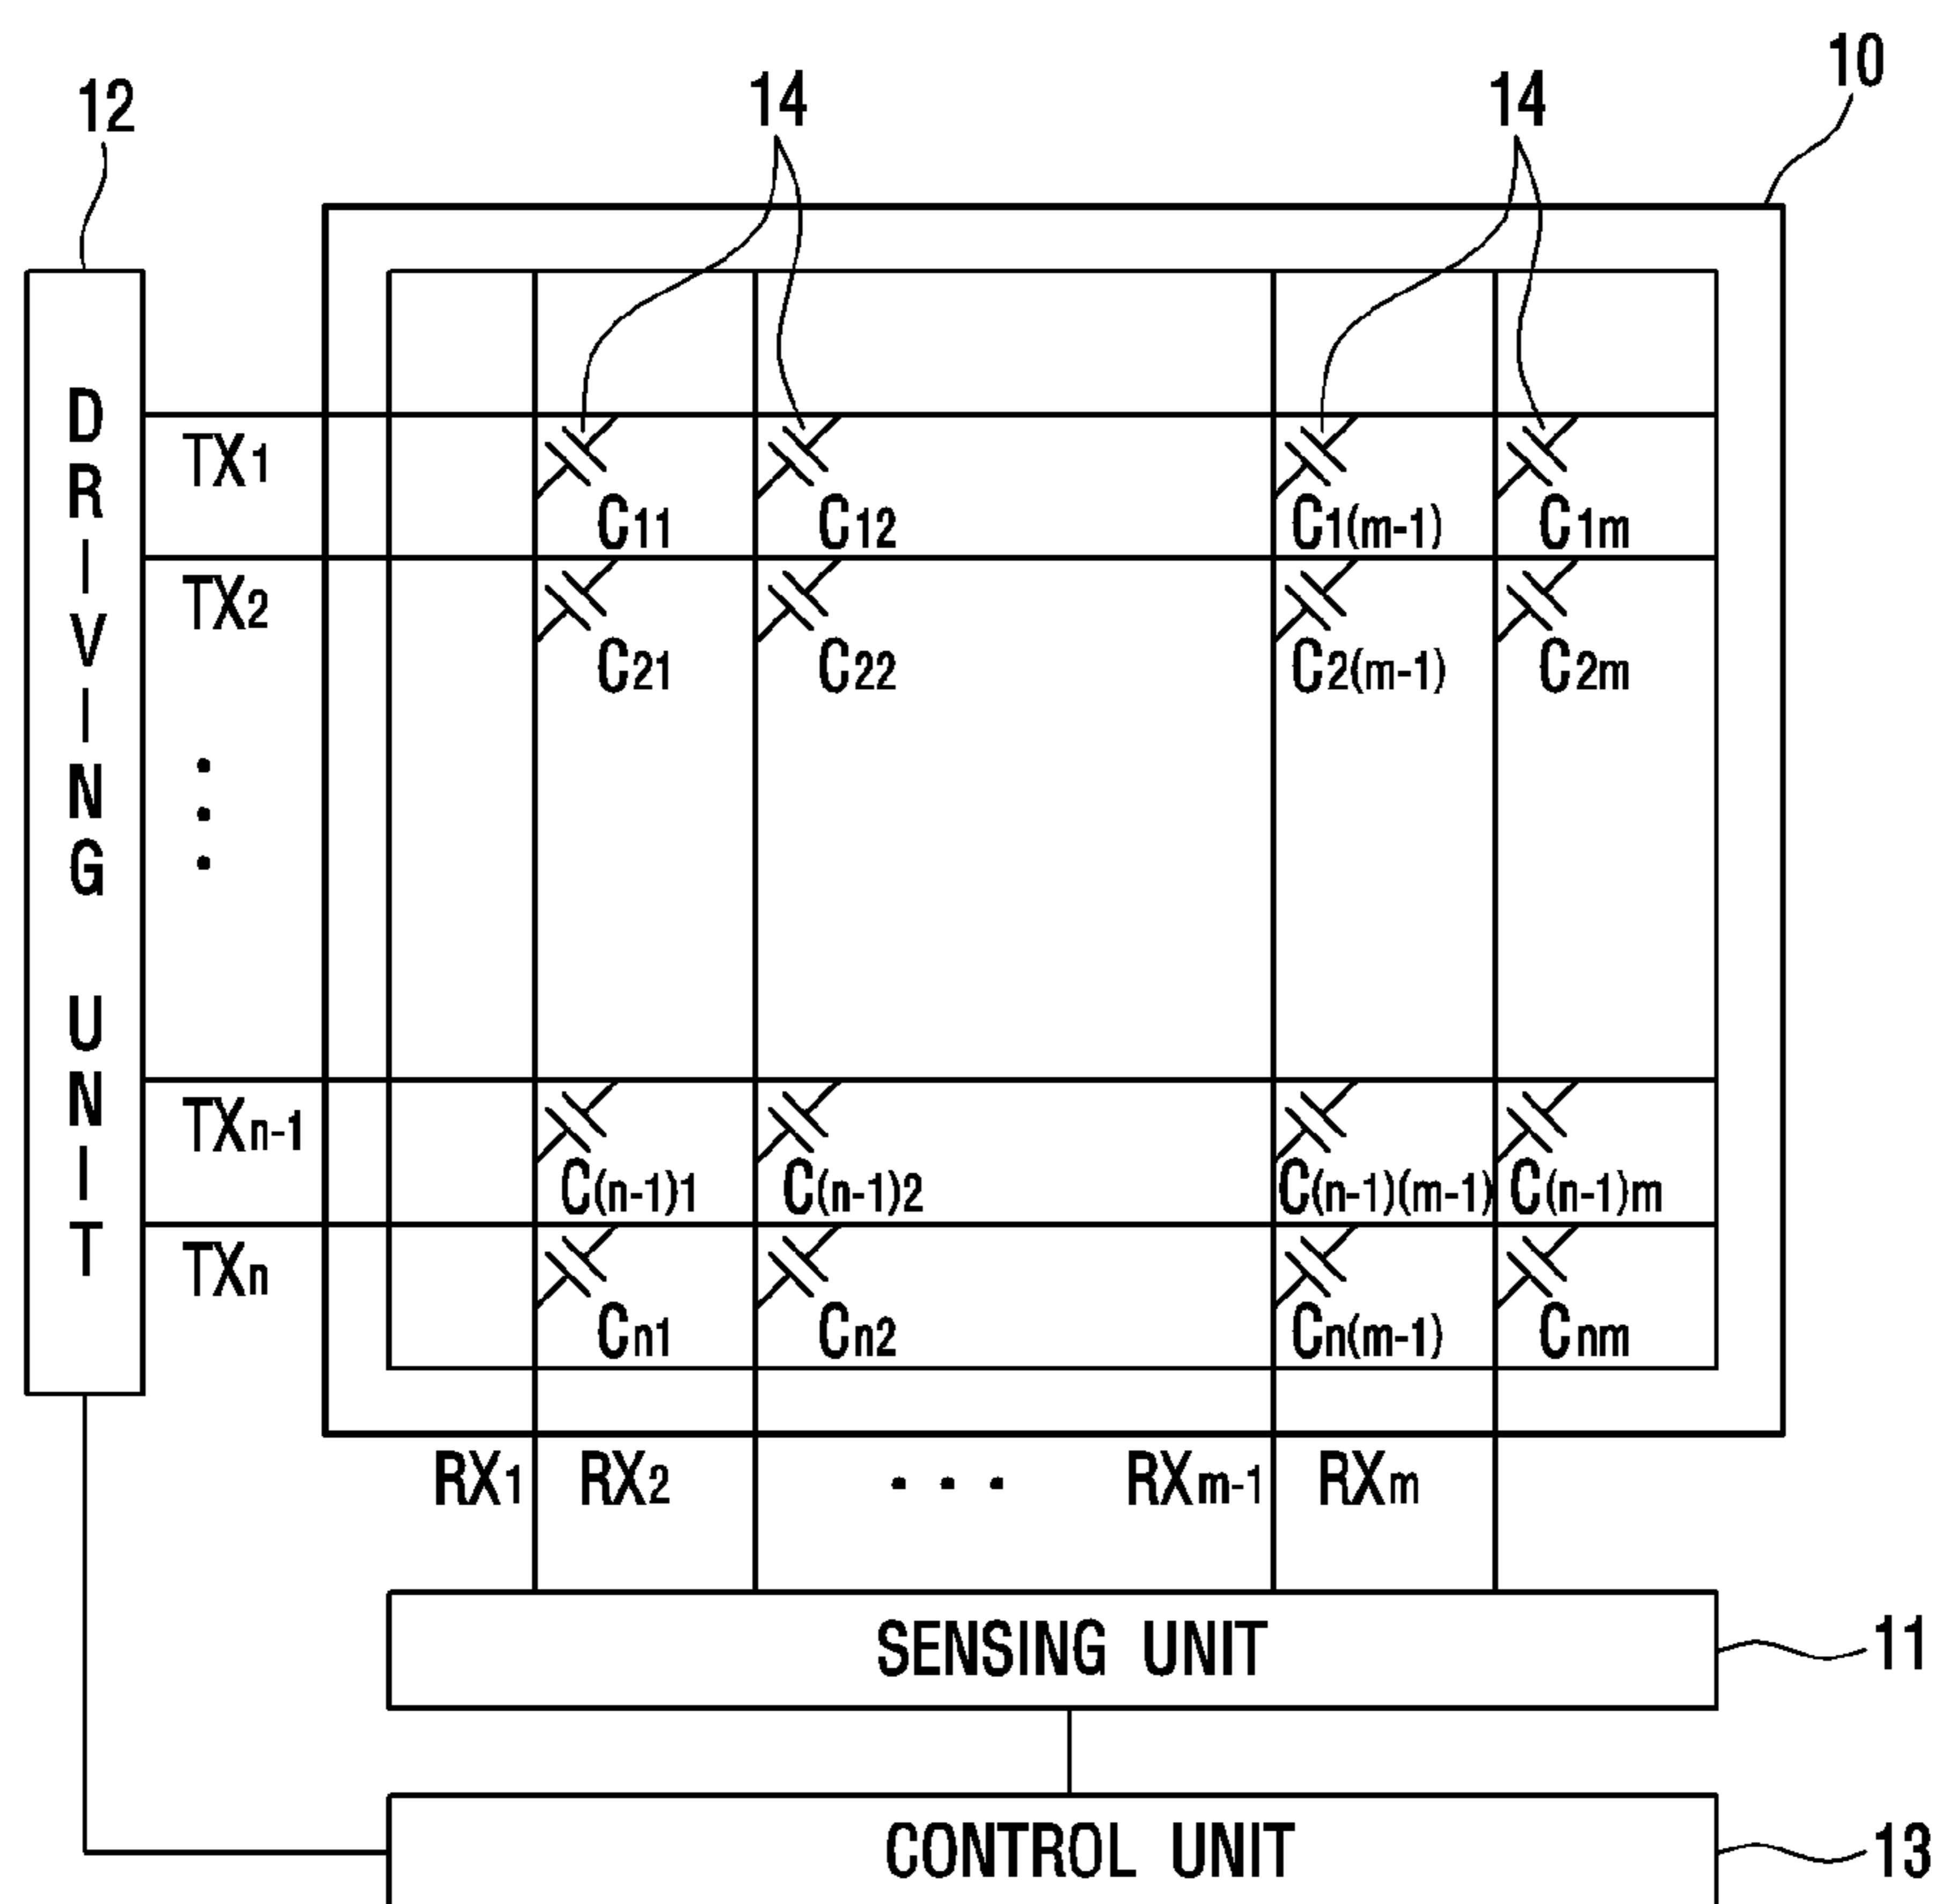 10
12
14
14
DRIVING UNIT
TX1
C11 C12 C1(m-1) C1m
TX2
C21 C22 C2(m-1) C2m
TXn-1
C(n-1)1 C(n-1)2 C(n-1)(m-1) C(n-1)m
TXn
Cn1 Cn2 Cn(m-1) Cnm
RX1 RX2 ... RXm-1 RXm
SENSING UNIT
11
CONTROL UNIT
13